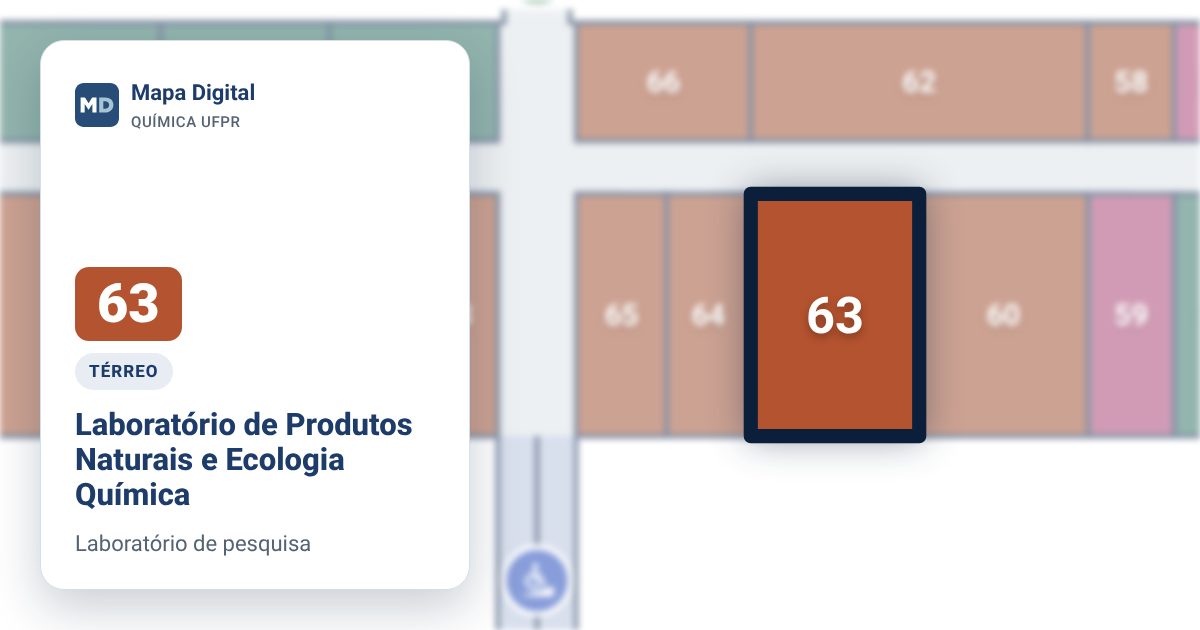 MD
Mapa Digital
QUÍMICA UFPR
63
TÉRREO
Laboratório de Produtos
Naturais e Ecologia
Química
Laboratório de pesquisa
66
62
58
65
64
63
60
59